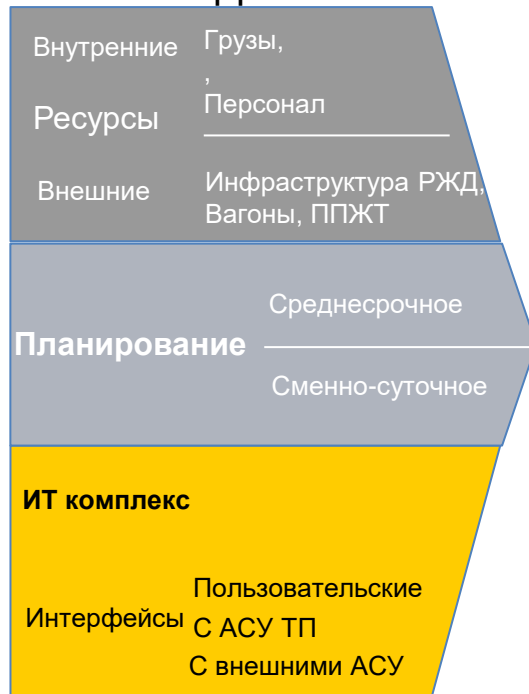 Внутренние Грузы,
,
Ресурсы Персонал
Внешние Инфраструктура РЖД,
Вагоны, ППЖТ
Среднесрочное
Планирование
Сменно-суточное
ИТ комплекс
Пользовательские
Интерфейсы С АСУ ТП
С внешними АСУ